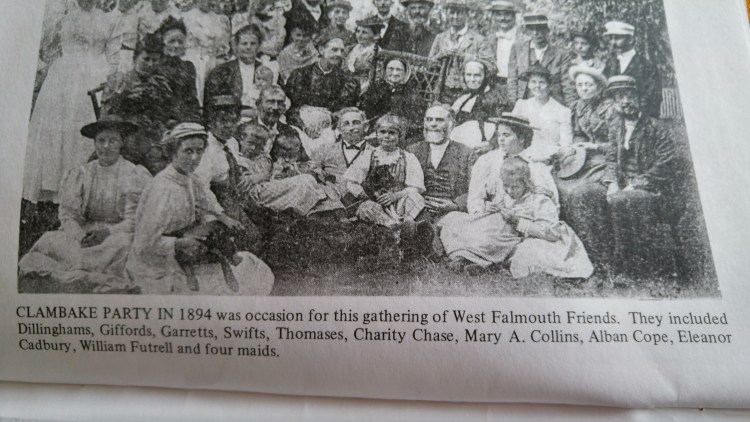 CLAMBAKE PARTY IN 1894 was occasion for this gathering of West Falmouth Friends. They included
Dillinghams, Giffords, Garretts, Swifts, Thomases, Charity Chase, Mary A. Collins, Alban Cope, Eleanor
Cadbury, William Futrell and four maids.